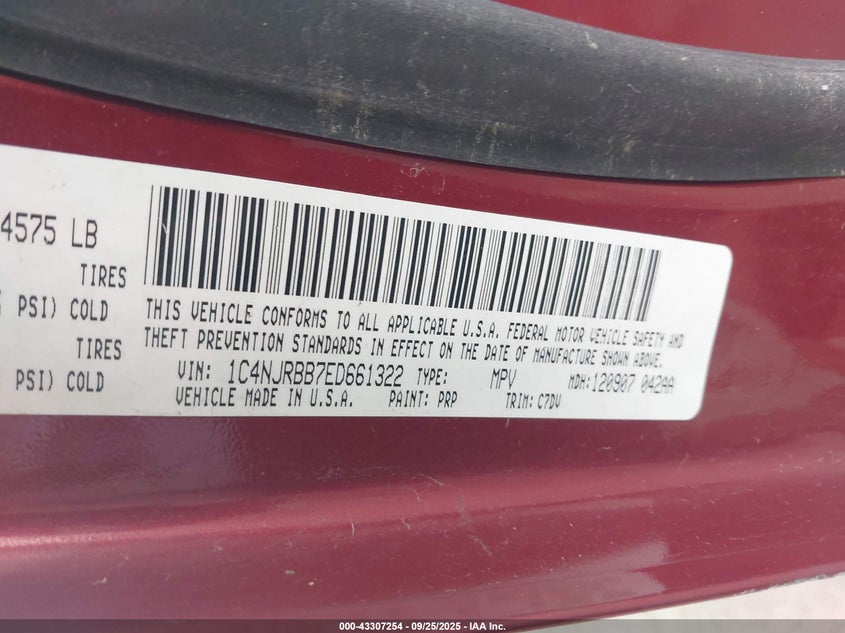 4575 LB
TIRES
PSI) COLD
TIRES
PSI) COLD
THIS VEHICLE CONFORMS TO ALL APPLICABLE U.S.A. FEDERAL MOTOR VEHICLE SAFETY AND
THEFT PREVENTION STANDARDS IN EFFECT ON THE DATE OF MANUFACTURE SHOWN ABOVE.
VIN: 1C4NJRBB7ED661322 TYPE: MPV MDH: 120907 042AA
VEHICLE MADE IN U.S.A. PAINT: PRP TRIM: C7DV
000-43307254 - 09/25/2025 - IAA Inc.